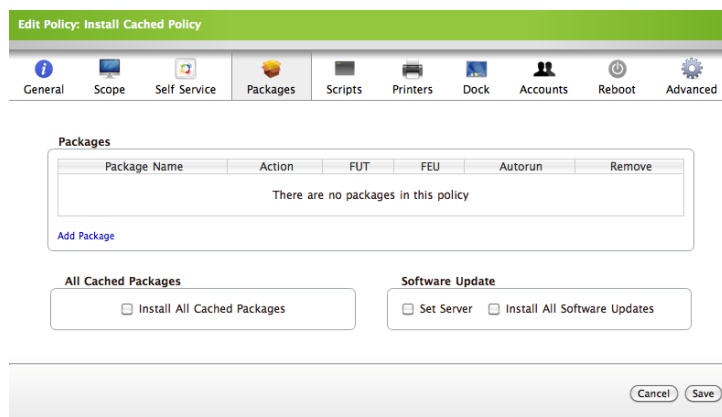 Edit Policy: Install Cached Policy
General Scope Self Service Packages Scripts Printers Dock Accounts Reboot Advanced
Packages
Package Name Action FUT FEU Autorun Remove
There are no packages in this policy
Add Package
All Cached Packages Software Update
Install All Cached Packages Set Server Install All Software Updates
Cancel Save